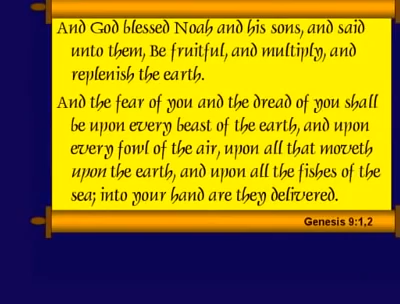 And God blessed Noah and his sons, and said
unto them, Be fruitful, and multiply, and
replenish the earth.
And the fear of you and the dread of you shall
be upon every beast of the earth, and upon
every fowl of the air, upon all that moveth
upon the earth, and upon all the fishes of the
sea; into your hand are they delivered.
Genesis 9:1,2